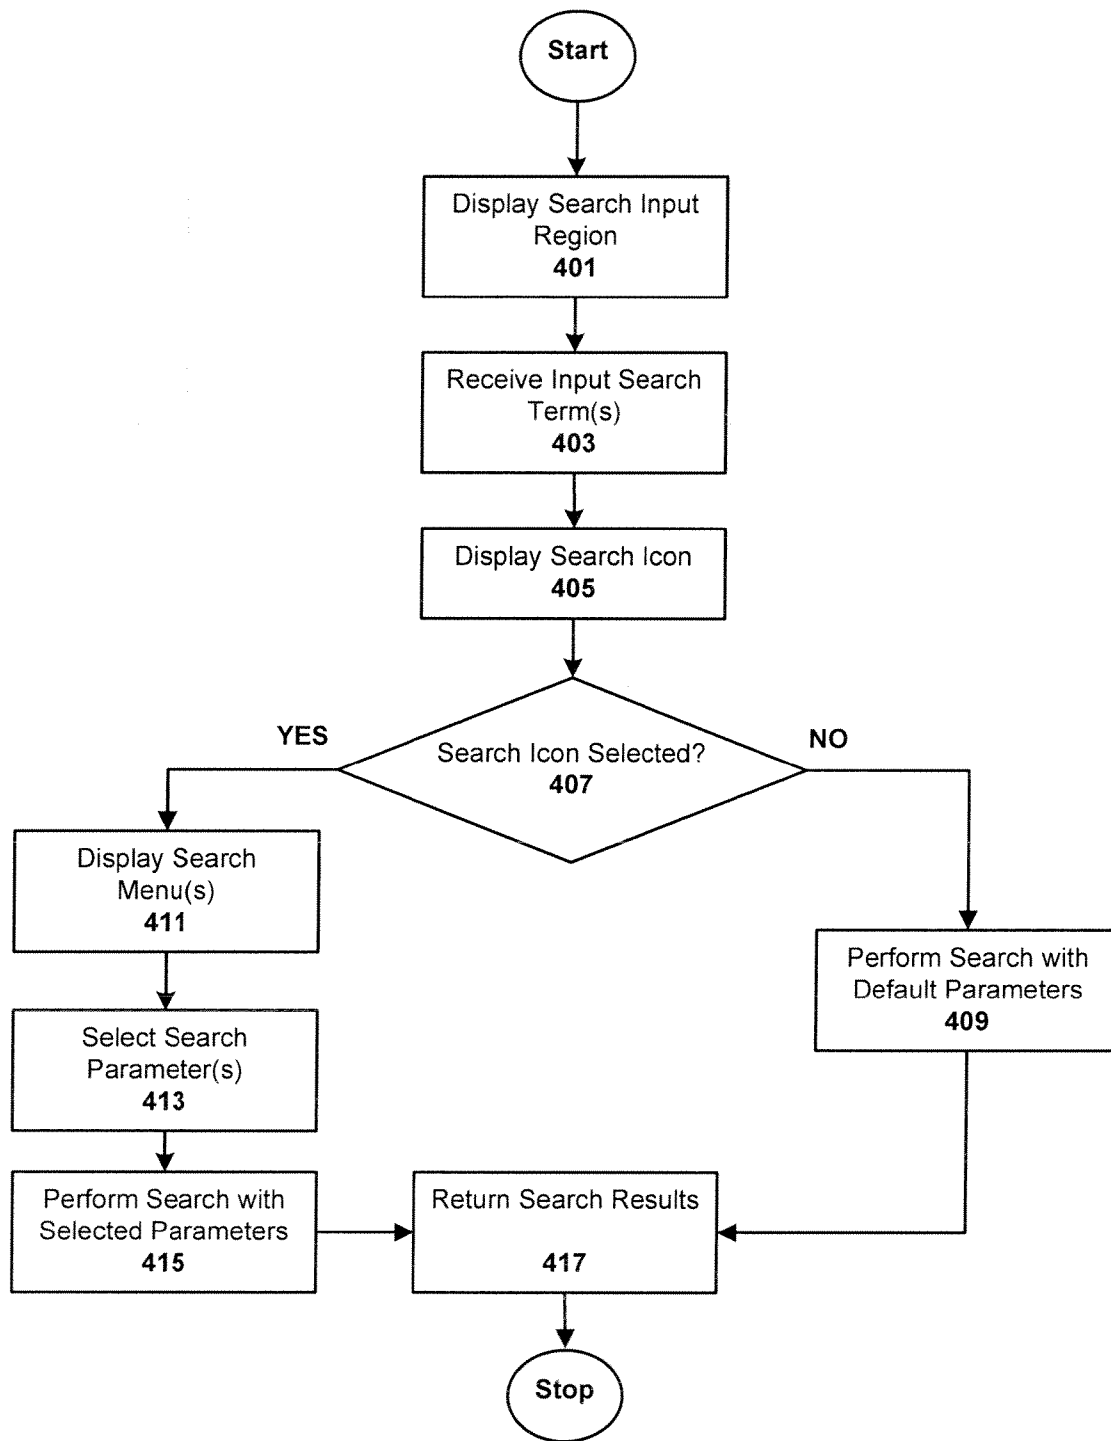 Start
Display Search Input
Region
401
Receive Input Search
Term(s)
403
Display Search Icon
405
YES
Search Icon Selected?
407
NO
Display Search
Menu(s)
411
Perform Search with
Default Parameters
409
Select Search
Parameter(s)
413
Perform Search with
Selected Parameters
415
Return Search Results
417
Stop